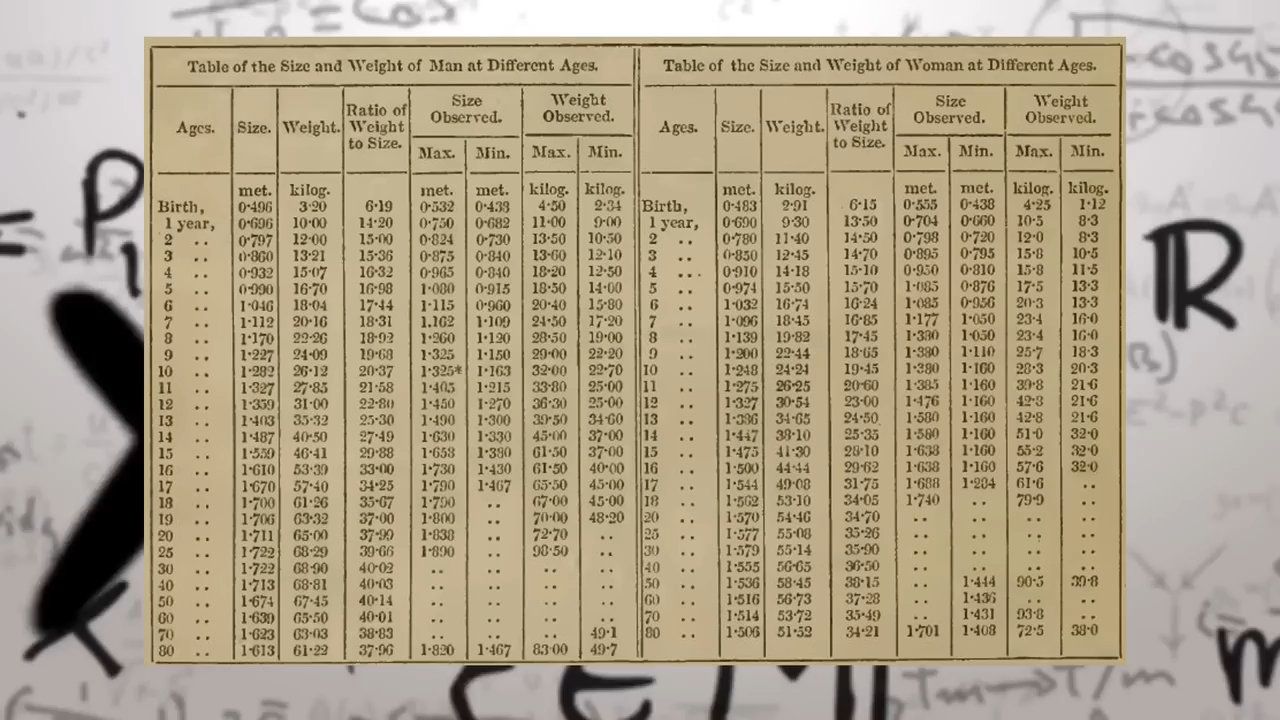 Table of the Size and Weight of Man at Different Ages.
Ages. Size. Weight. Ratio of Weight to Size. Size Observed. Max. Min. Weight Observed. Max. Min.
met. kilog. met. met. kilog. kilog.
Birth, 0·496 3·20 6·19 0·532 0·438 4·50 2·34
1 year, 0·696 10·00 14·20 0·750 0·682 11·00 9·00
2 .. 0·797 12·00 15·00 0·824 0·730 13·50 10·50
3 .. 0·860 13·21 15·36 0·875 0·840 13·60 12·10
4 .. 0·932 15·07 16·32 0·965 0·840 18·20 12·50
5 .. 0·990 16·70 16·98 1·080 0·915 18·50 14·00
6 .. 1·046 18·04 17·44 1·115 0·960 20·40 15·80
7 .. 1·112 20·16 18·31 1.162 1·109 24·50 17·20
8 .. 1·170 22·26 18·92 1·260 1·120 28·50 19·00
9 .. 1·227 24·09 19·68 1·325 1·150 29·00 22·20
10 .. 1·282 26·12 20·37 1·325* 1·163 32·00 22·70
11 .. 1·327 27·85 21·58 1·405 1·215 33·80 25·00
12 .. 1·359 31·00 22·80 1·450 1·270 36·30 25·00
13 .. 1·403 35·32 25·30 1·490 1·300 39·50 34·60
14 .. 1·487 40·50 27·49 1·630 1·330 45·00 37·00
15 .. 1·559 46·41 29·88 1·658 1·380 61·50 37·00
16 .. 1·610 53·39 33·00 1·730 1·430 61·50 40·00
17 .. 1·670 57·40 34·25 1·790 1·467 65·50 45·00
18 .. 1·700 61·26 35·67 1·790 .. 67·00 45·00
19 .. 1·706 63·32 37·00 1·800 .. 70·00 48·20
20 .. 1·711 65·00 37·99 1·838 .. 72·70 ..
25 .. 1·722 68·29 39·66 1·890 .. 98·50 ..
30 .. 1·722 68·90 40·02 .. .. .. ..
40 .. 1·713 68·81 40·03 .. .. .. ..
50 .. 1·674 67·45 40·14 .. .. .. ..
60 .. 1·639 65·50 40·01 .. .. .. ..
70 .. 1·623 63·03 38·83 .. .. .. 49·1
80 .. 1·613 61·22 37·96 1·820 1·467 83·00 49·7
Table of the Size and Weight of Woman at Different Ages.
Ages. Size. Weight. Ratio of Weight to Size. Size Observed. Max. Min. Weight Observed. Max. Min.
met. kilog. met. met. kilog. kilog.
Birth, 0·483 2·91 6·15 0·555 0·438 4·25 1·12
1 year, 0·690 9·30 13·50 0·704 0·660 10·5 8·3
2 .. 0·780 11·40 14·50 0·798 0·720 12·0 8·3
3 .. 0·850 12·45 14·70 0·895 0·795 15·8 10·5
4 ... 0·910 14·18 15·10 0·950 0·810 15·8 11·5
5 .. 0·974 15·50 15·70 1·085 0·876 17·5 13·3
6 .. 1·032 16·74 16·24 1·085 0·956 20·3 13·3
7 .. 1·096 18·45 16·85 1·177 1·050 23·4 16·0
8 .. 1·139 19·82 17·45 1·380 1·050 23·4 16·0
9 .. 1·200 22·44 18·65 1·380 1·110 25·7 18·3
10 .. 1·248 24·24 19·45 1·380 1·160 28·3 20·3
11 .. 1·275 26·25 20·60 1·385 1·160 39·8 21·6
12 .. 1·327 30·54 23·00 1·476 1·160 42·8 21·6
13 .. 1·386 34·65 24·50 1·580 1·160 42·8 21·6
14 .. 1·447 38·10 25·35 1·580 1·160 51·0 32·0
15 .. 1·475 41·30 28·10 1·638 1·160 55·2 32·0
16 .. 1·500 44·44 29·62 1·638 1·160 57·6 32·0
17 .. 1·544 49·08 31·75 1·688 1·284 61·6 ..
18 .. 1·562 53·10 34·05 1·740 .. 79·9 ..
20 .. 1·570 54·46 34·70 .. .. .. ..
25 .. 1·577 55·08 35·26 .. .. .. ..
30 .. 1·579 55·14 35·90 .. .. .. ..
40 .. 1·555 56·65 36·50 .. .. .. ..
50 .. 1·536 58·45 38·15 .. 1·444 90·5 39·8
60 .. 1·516 56·73 37·28 .. 1·436 .. ..
70 .. 1·514 53·72 35·49 .. 1·431 93·8 ..
80 .. 1·506 51·52 34·21 1·701 1·408 72·5 38·0
ℝ